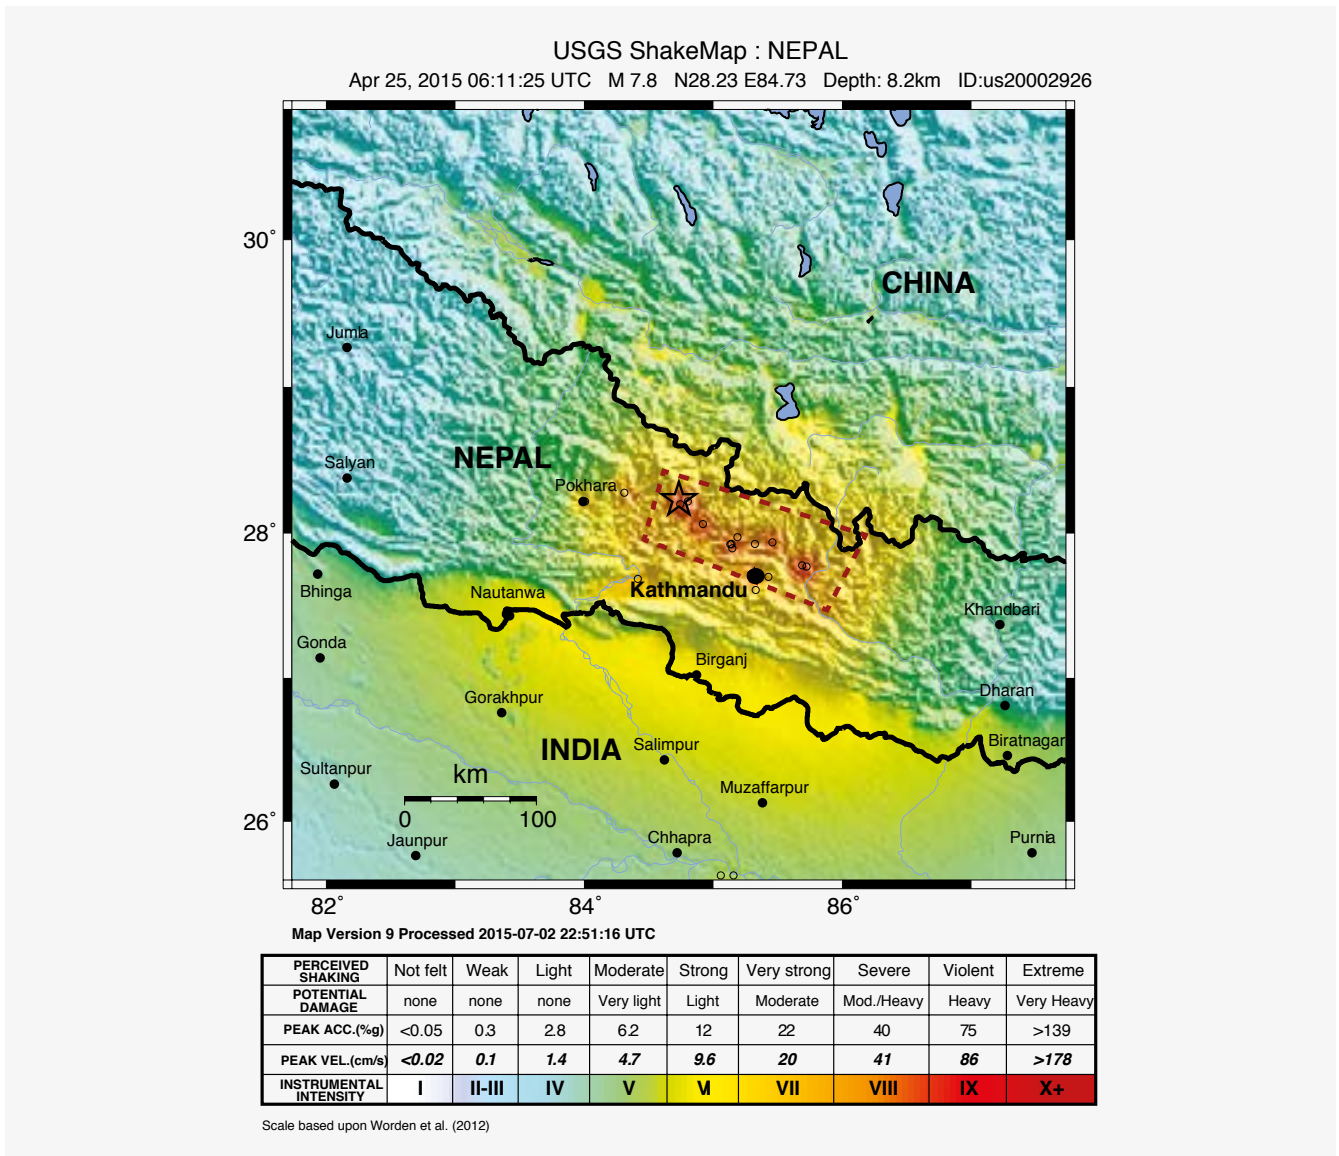 USGS ShakeMap : NEPAL
Apr 25, 2015 06:11:25 UTC M 7.8 N28.23 E84.73 Depth: 8.2km ID:us20002926
30°
CHINA
Jumla
NEPAL
Salyan
Pokhara
28°
Kathmandu
Bhinga
Nautanwa
Khandbari
Gonda
Birganj
Gorakhpur
Dharan
INDIA
Salimpur
Biratnagar
Sultanpur
km
Muzaffarpur
0 100
26°
Jaunpur
Chhapra
Purnia
82° 84° 86°
Map Version 9 Processed 2015-07-02 22:51:16 UTC
PERCEIVED SHAKING Not felt Weak Light Moderate Strong Very strong Severe Violent Extreme
POTENTIAL DAMAGE none none none Very light Light Moderate Mod./Heavy Heavy Very Heavy
PEAK ACC.(%g) <0.05 0.3 2.8 6.2 12 22 40 75 >139
PEAK VEL.(cm/s) <0.02 0.1 1.4 4.7 9.6 20 41 86 >178
INSTRUMENTAL INTENSITY I II-III IV V VI VII VIII IX X+
Scale based upon Worden et al. (2012)